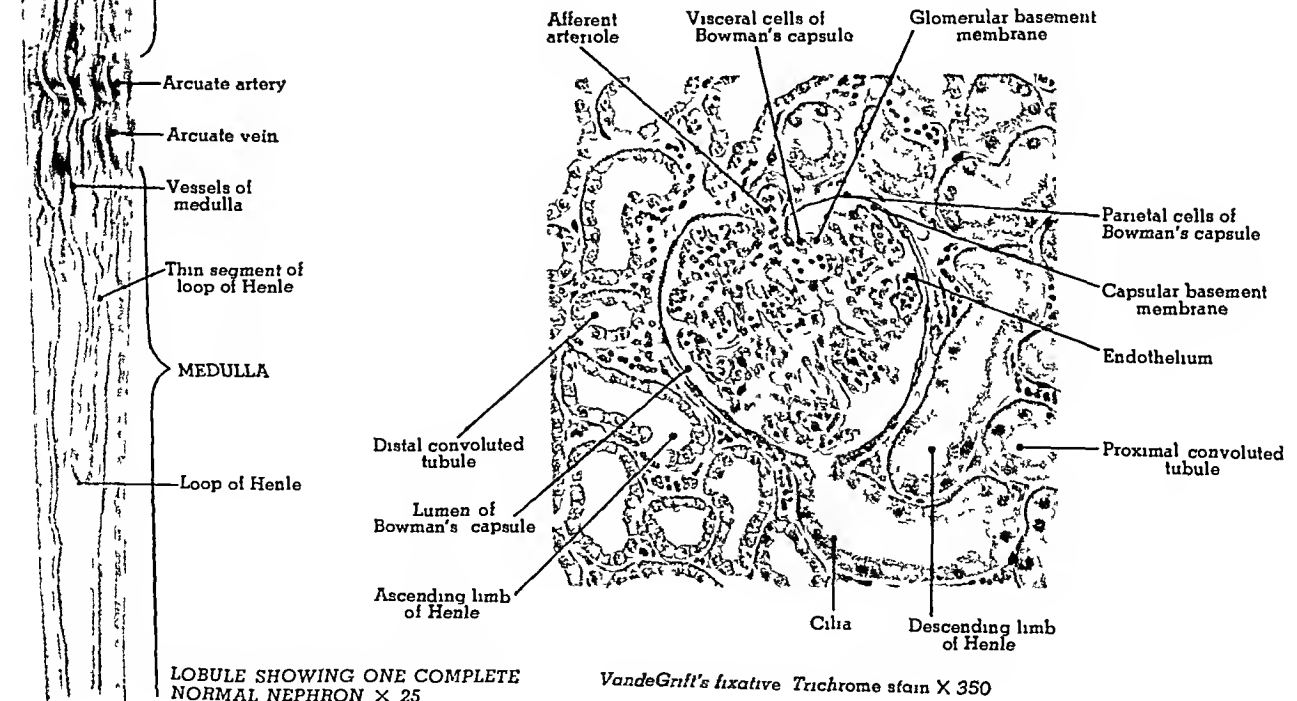 Arcuate artery
Arcuate vein
Vessels of
medulla
Thin segment of
loop of Henle
MEDULLA
Loop of Henle
LOBULE SHOWING ONE COMPLETE
NORMAL NEPHRON X 25
Afferent
arteriole
Visceral cells of
Bowman's capsule
Glomerular basement
membrane
Parietal cells of
Bowman's capsule
Capsular basement
membrane
Endothelium
Proximal convoluted
tubule
Distal convoluted
tubule
Lumen of
Bowman's capsule
Ascending limb
of Henle
Cilia
Descending limb
of Henle
VandeGrift's fixative Trichrome stain X 350